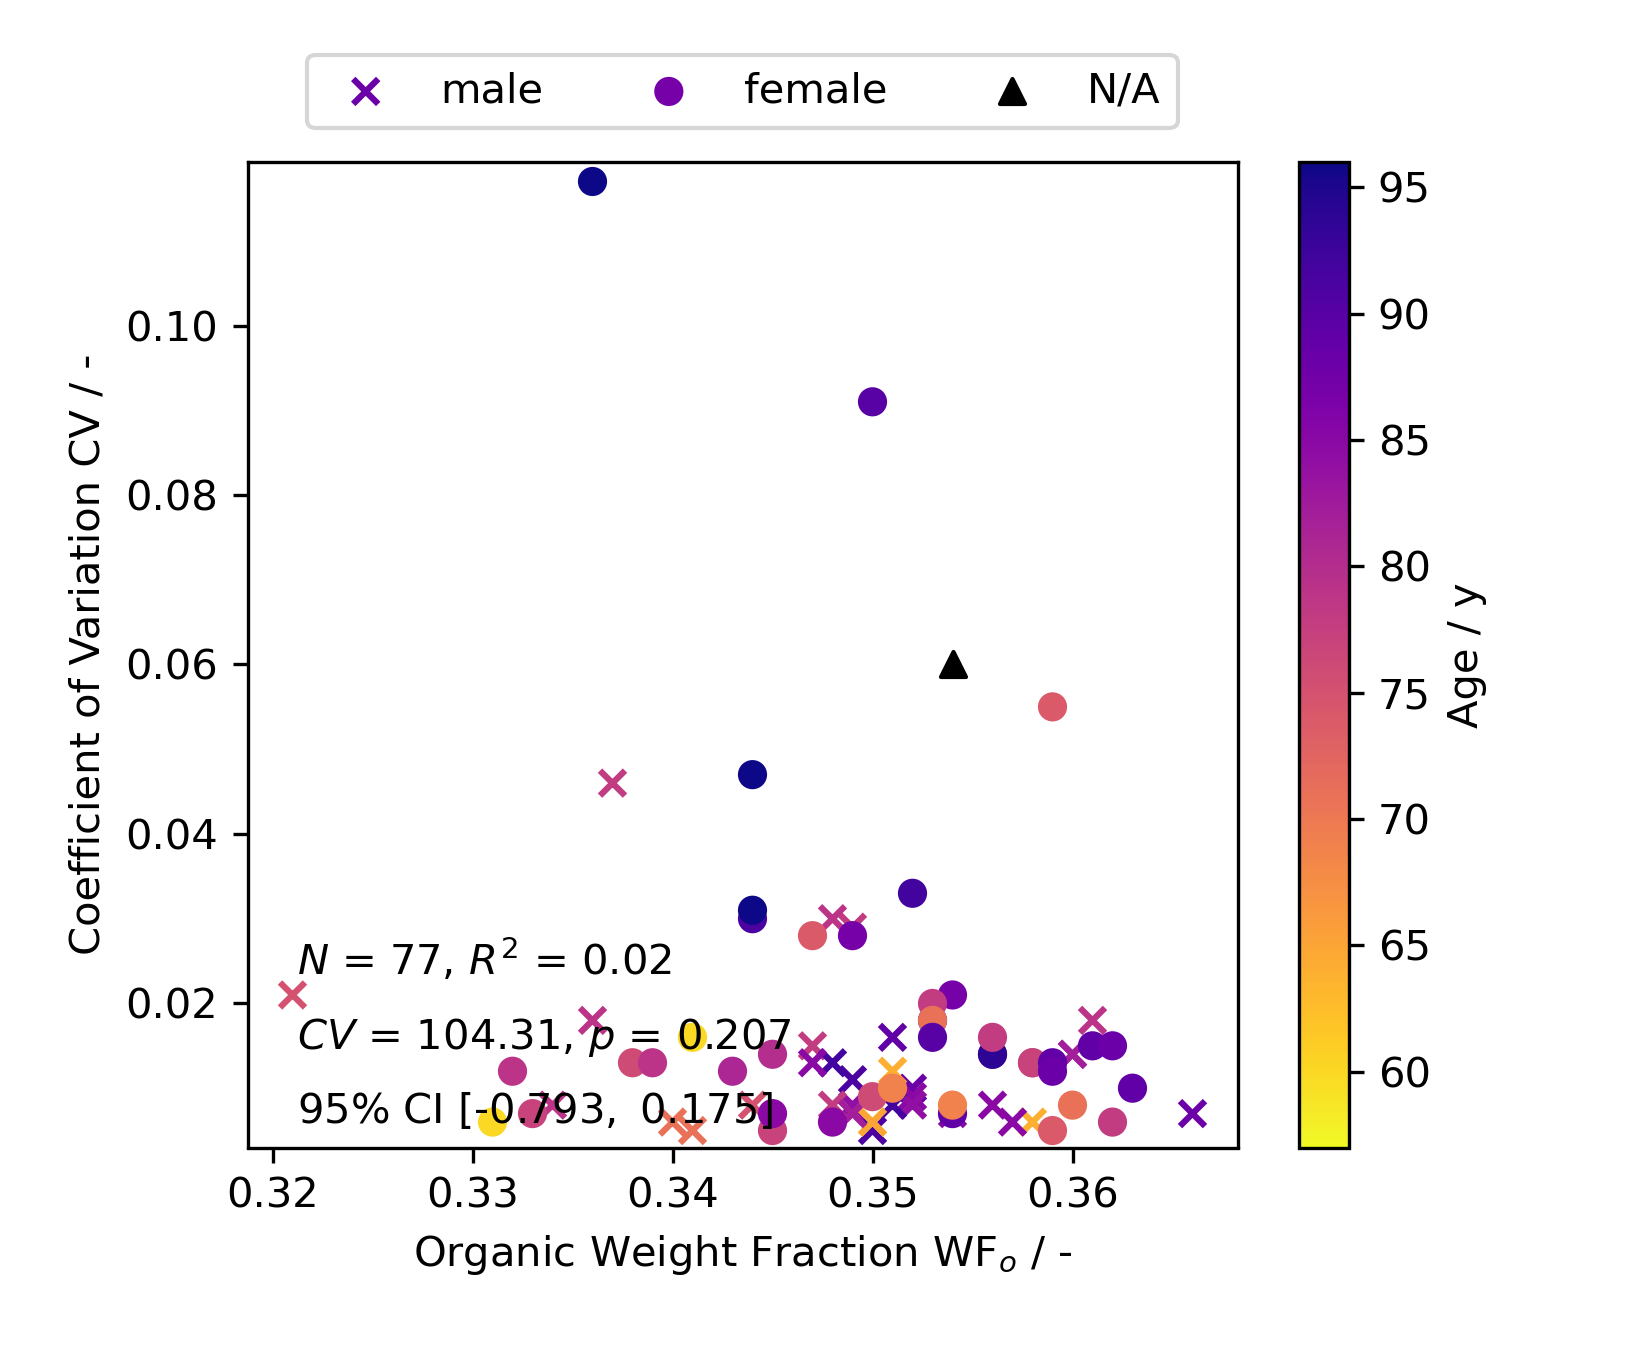 male female N/A
0.10
0.08
0.06
0.04
0.02
Coefficient of Variation CV / -
N = 77, R² = 0.02
CV = 104.31, p = 0.207
95% CI [-0.793, 0.175]
0.32 0.33 0.34 0.35 0.36
Organic Weight Fraction WFₒ / -
95
90
85
80
75
70
65
60
Age / y